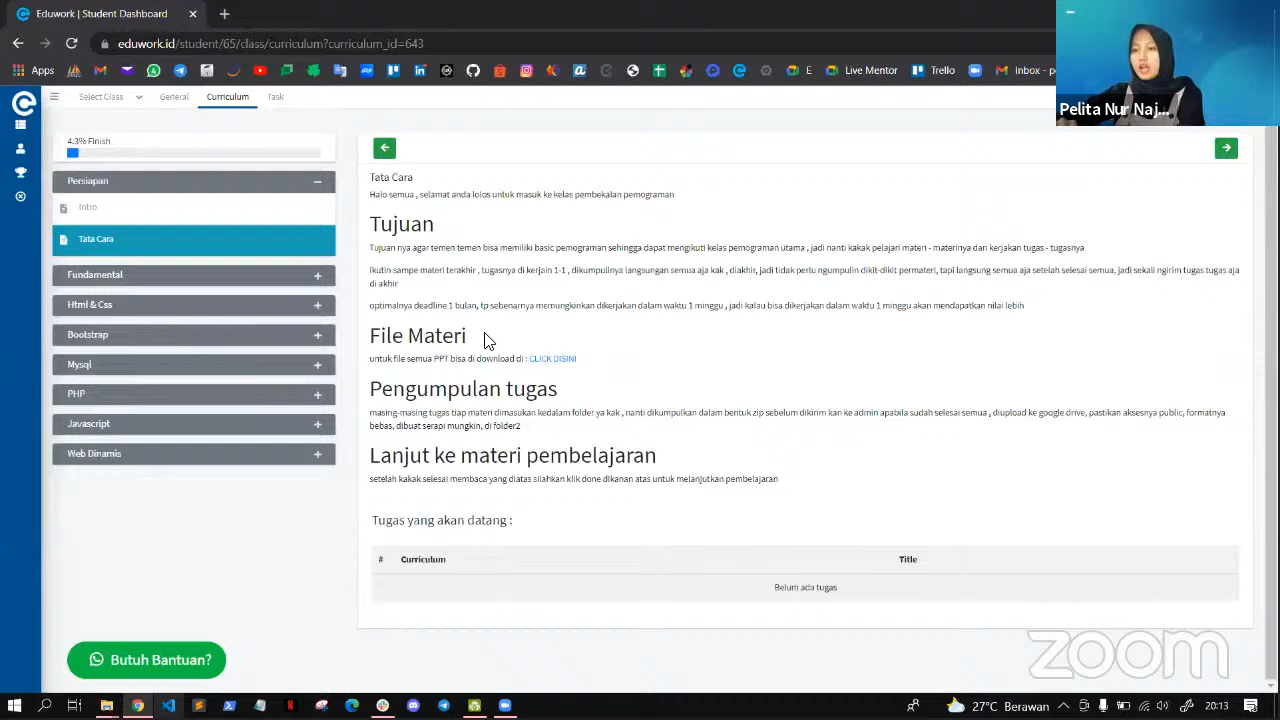 Eduwork | Student Dashboard
eduwork.id/student/65/class/curriculum?curriculum_id=643
Apps
E
Live Mentor
Trello
Inbox - p
Pelita Nur Naj...
Select Class
General
Curriculum
Task
4.3% Finish
Persiapan
Intro
Tata Cara
Fundamental
Html & Css
Bootstrap
Mysql
PHP
Javascript
Web Dinamis
Butuh Bantuan?
Tata Cara
Halo semua , selamat anda lolos untuk masuk ke kelas pembekalan pemograman
Tujuan
Tujuan nya agar temen temen bisa memiliki basic pemograman sehingga dapat mengikuti kelas pemograman utama , jadi nanti kakak pelajari materi - materinya dan kerjakan tugas - tugasnya
ikutin sampe materi terakhir , tugasnya di kerjain 1-1 , dikumpulinya langsungan semua aja kak , diakhir, jadi tidak perlu ngumpulin dikit-dikit permateri, tapi langsung semua aja setelah selesai semua, jadi sekali ngirim tugas tugas aja
di akhir
optimalnya deadline 1 bulan, tp sebenarnya memungkinkan dikerjakan dalam waktu 1 minggu , jadi kalau bisa dikerjakan dalam waktu 1 minggu akan mendapatkan nilai lebih
File Materi
untuk file semua PPT bisa di download di : CLICK DISINI
Pengumpulan tugas
masing-masing tugas tiap materi dimasukan kedalam folder ya kak , nanti dikumpulkan dalam bentuk zip sebelum dikirim kan ke admin apabila sudah selesai semua , diupload ke google drive, pastikan aksesnya public, formatnya
bebas, dibuat serapi mungkin, di folder2
Lanjut ke materi pembelajaran
setelah kakak selesai membaca yang diatas silahkan klik done dikanan atas untuk melanjutkan pembelajaran
Tugas yang akan datang :
# Curriculum Title
Belum ada tugas
zoom
27°C Berawan
20:13